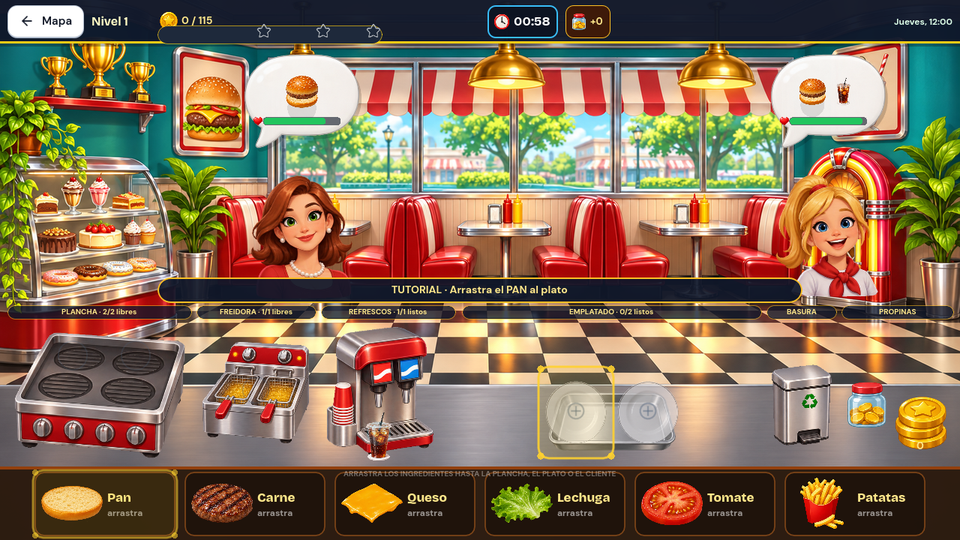 Mapa
Nivel 1
0 / 115
00:58
+0
Jueves, 12:00
TUTORIAL · Arrastra el PAN al plato
PLANCHA · 2/2 libres
FREIDORA · 1/1 libres
REFRESCOS · 1/1 listos
EMPLATADO · 0/2 listos
BASURA
PROPINAS
ARRASTRA LOS INGREDIENTES HASTA LA PLANCHA, EL PLATO O EL CLIENTE
Pan
arrastra
Carne
arrastra
Queso
arrastra
Lechuga
arrastra
Tomate
arrastra
Patatas
arrastra